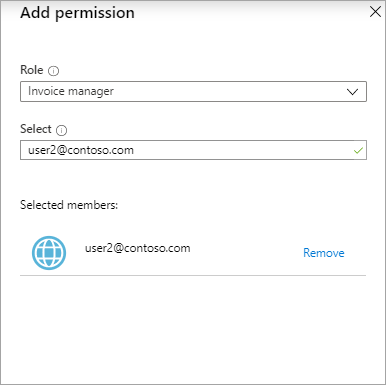 Add permission
Role
Invoice manager
Select
user2@contoso.com
Selected members:
user2@contoso.com
Remove